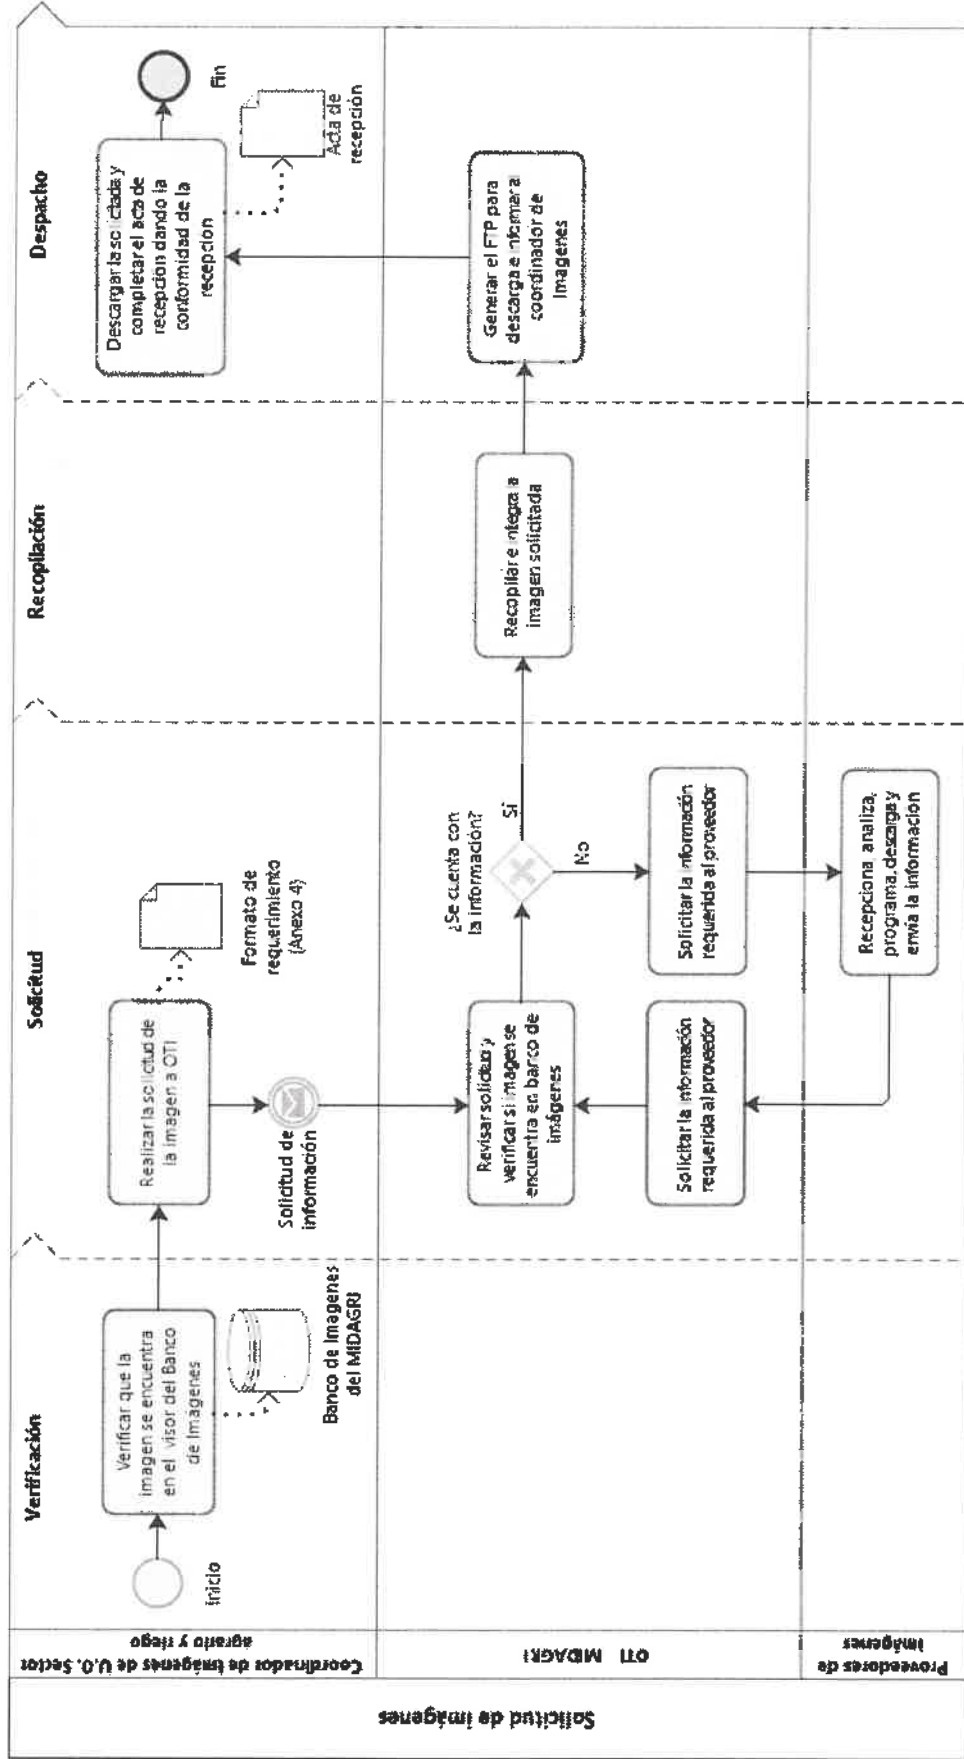 Solicitud de imágenes
Coordinador de imágenes de U.O. Sector
agrario y riego
OTI MIDAGRI
Proveedores de
imágenes
Verificación
Solicitud
Recopilación
Despacho
Inicio
Verificar que la
imagen se encuentra
en el visor del Banco
de Imágenes
Banco de Imagenes
del MIDAGRI
Realizar la solicitud de
la imagen a OTI
Formato de
requerimiento
(Anexo 4)
Solicitud de
información
Revisar solicitud y
verificar si imagen se
encuentra en banco de
imágenes
¿Se cuenta con
la información?
Sí
No
Solicitar la información
requerida al proveedor
Solicitar la información
requerida al proveedor
Recepciona, analiza,
programa, descarga y
envía la información
Recopilar e integra a
imagen solicitada
Generar el FTP para
descarga e informar al
coordinador de
Imagenes
Descargar la solicitada y
completar el acta de
recepción dando la
conformidad de la
recepción
Acta de
recepción
Fin